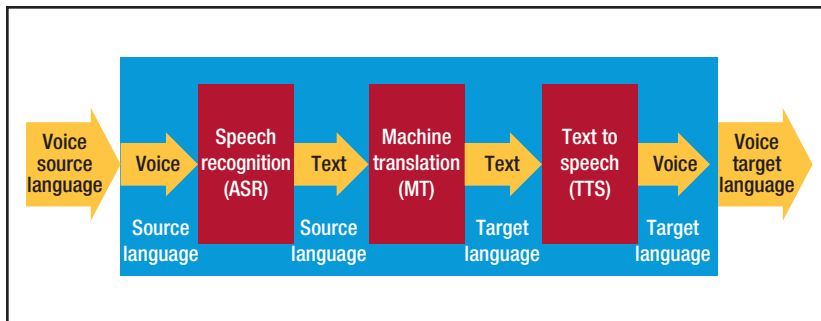 Voice
source
language
Voice
Source
language
Speech
recognition
(ASR)
Text
Source
language
Machine
translation
(MT)
Text
Target
language
Text to
speech
(TTS)
Voice
Target
language
Voice
target
language